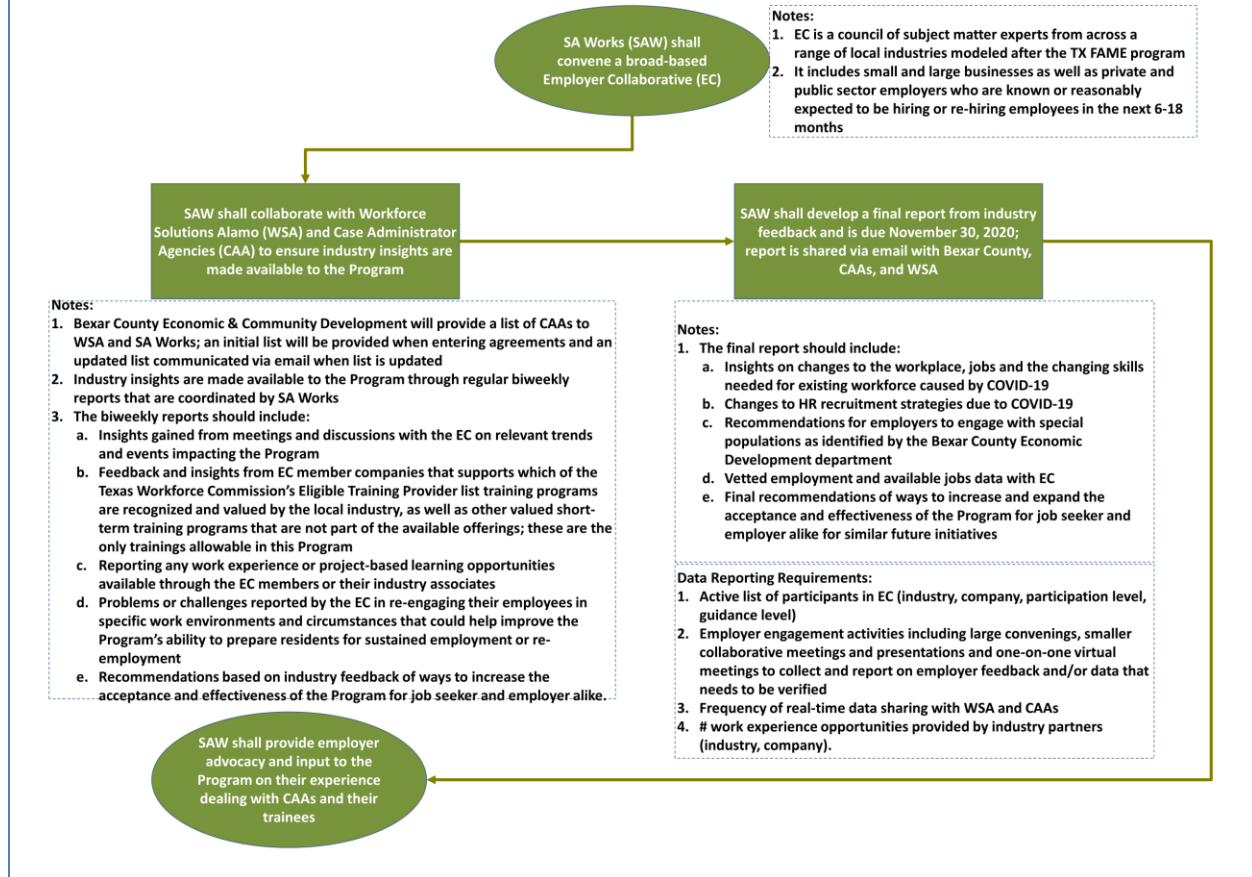 SA Works (SAW) shall
convene a broad-based
Employer Collaborative (EC)
Notes:
1. EC is a council of subject matter experts from across a
range of local industries modeled after the TX FAME program
2. It includes small and large businesses as well as private and
public sector employers who are known or reasonably
expected to be hiring or re-hiring employees in the next 6-18
months
SAW shall collaborate with Workforce
Solutions Alamo (WSA) and Case Administrator
Agencies (CAA) to ensure industry insights are
made available to the Program
Notes:
1. Bexar County Economic & Community Development will provide a list of CAAs to
WSA and SA Works; an initial list will be provided when entering agreements and an
updated list communicated via email when list is updated
2. Industry insights are made available to the Program through regular biweekly
reports that are coordinated by SA Works
3. The biweekly reports should include:
a. Insights gained from meetings and discussions with the EC on relevant trends
and events impacting the Program
b. Feedback and insights from EC member companies that supports which of the
Texas Workforce Commission's Eligible Training Provider list training programs
are recognized and valued by the local industry, as well as other valued short-
term training programs that are not part of the available offerings; these are the
only trainings allowable in this Program
c. Reporting any work experience or project-based learning opportunities
available through the EC members or their industry associates
d. Problems or challenges reported by the EC in re-engaging their employees in
specific work environments and circumstances that could help improve the
Program's ability to prepare residents for sustained employment or re-
employment
e. Recommendations based on industry feedback of ways to increase the
acceptance and effectiveness of the Program for job seeker and employer alike.
SAW shall develop a final report from industry
feedback and is due November 30, 2020;
report is shared via email with Bexar County,
CAAs, and WSA
Notes:
1. The final report should include:
a. Insights on changes to the workplace, jobs and the changing skills
needed for existing workforce caused by COVID-19
b. Changes to HR recruitment strategies due to COVID-19
c. Recommendations for employers to engage with special
populations as identified by the Bexar County Economic
Development department
d. Vetted employment and available jobs data with EC
e. Final recommendations of ways to increase and expand the
acceptance and effectiveness of the Program for job seeker and
employer alike for similar future initiatives
Data Reporting Requirements:
1. Active list of participants in EC (industry, company, participation level,
guidance level)
2. Employer engagement activities including large convenings, smaller
collaborative meetings and presentations and one-on-one virtual
meetings to collect and report on employer feedback and/or data that
needs to be verified
3. Frequency of real-time data sharing with WSA and CAAs
4. # work experience opportunities provided by industry partners
(industry, company).
SAW shall provide employer
advocacy and input to the
Program on their experience
dealing with CAAs and their
trainees